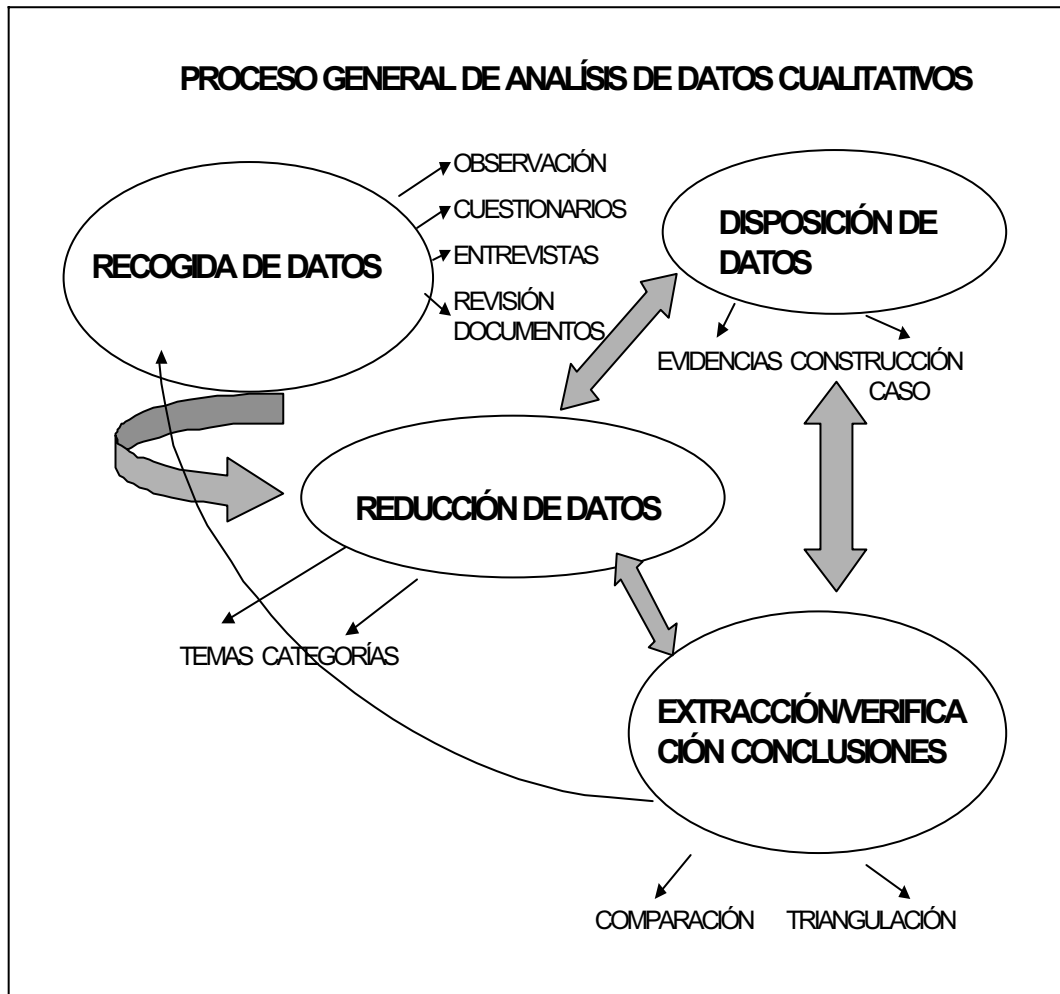 PROCESO GENERAL DE ANALÍSIS DE DATOS CUALITATIVOS
OBSERVACIÓN
CUESTIONARIOS
ENTREVISTAS
REVISIÓN
DOCUMENTOS
RECOGIDA DE DATOS
DISPOSICIÓN DE
DATOS
EVIDENCIAS CONSTRUCCIÓN
CASO
REDUCCIÓN DE DATOS
TEMAS CATEGORÍAS
EXTRACCIÓN/VERIFICA
CIÓN CONCLUSIONES
COMPARACIÓN TRIANGULACIÓN